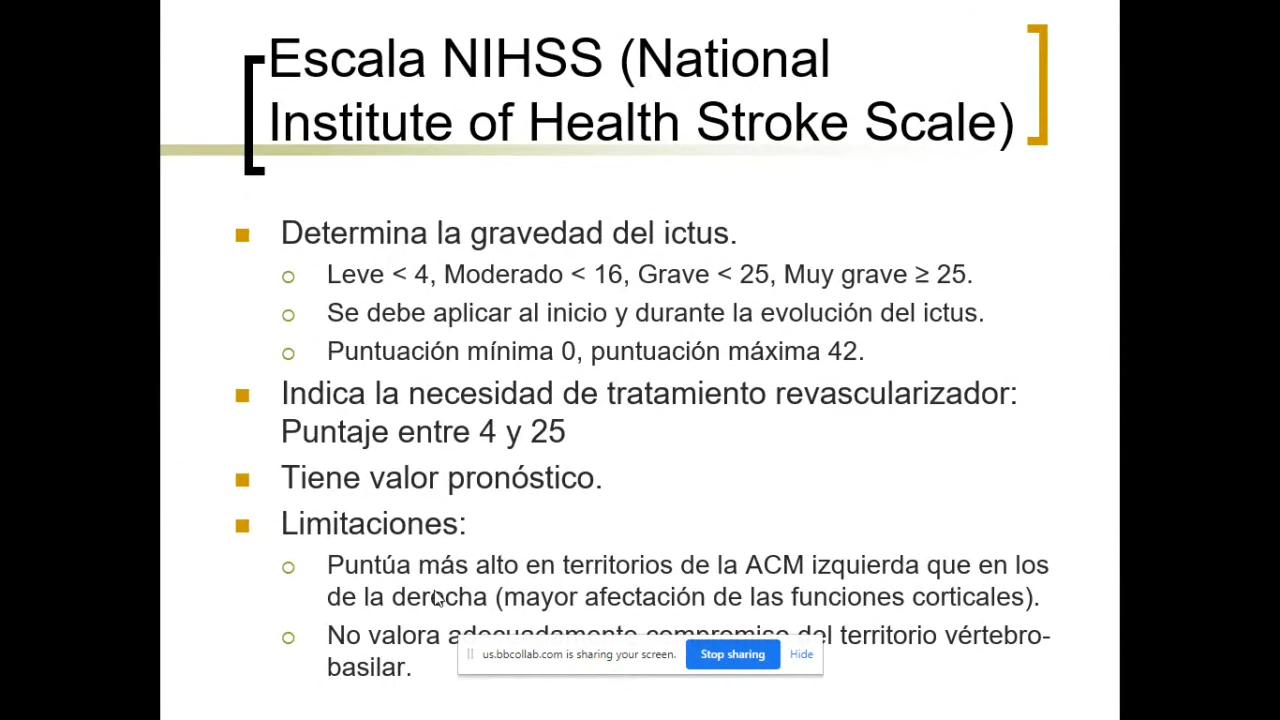 Escala NIHSS (National
Institute of Health Stroke Scale)
Determina la gravedad del ictus.
Leve < 4, Moderado < 16, Grave < 25, Muy grave ≥ 25.
Se debe aplicar al inicio y durante la evolución del ictus.
Puntuación mínima 0, puntuación máxima 42.
Indica la necesidad de tratamiento revascularizador:
Puntaje entre 4 y 25
Tiene valor pronóstico.
Limitaciones:
Puntúa más alto en territorios de la ACM izquierda que en los
de la derecha (mayor afectación de las funciones corticales).
No valora adecuadamente compromiso del territorio vértebro-
basilar.
us.bbcollab.com is sharing your screen. Stop sharing Hide